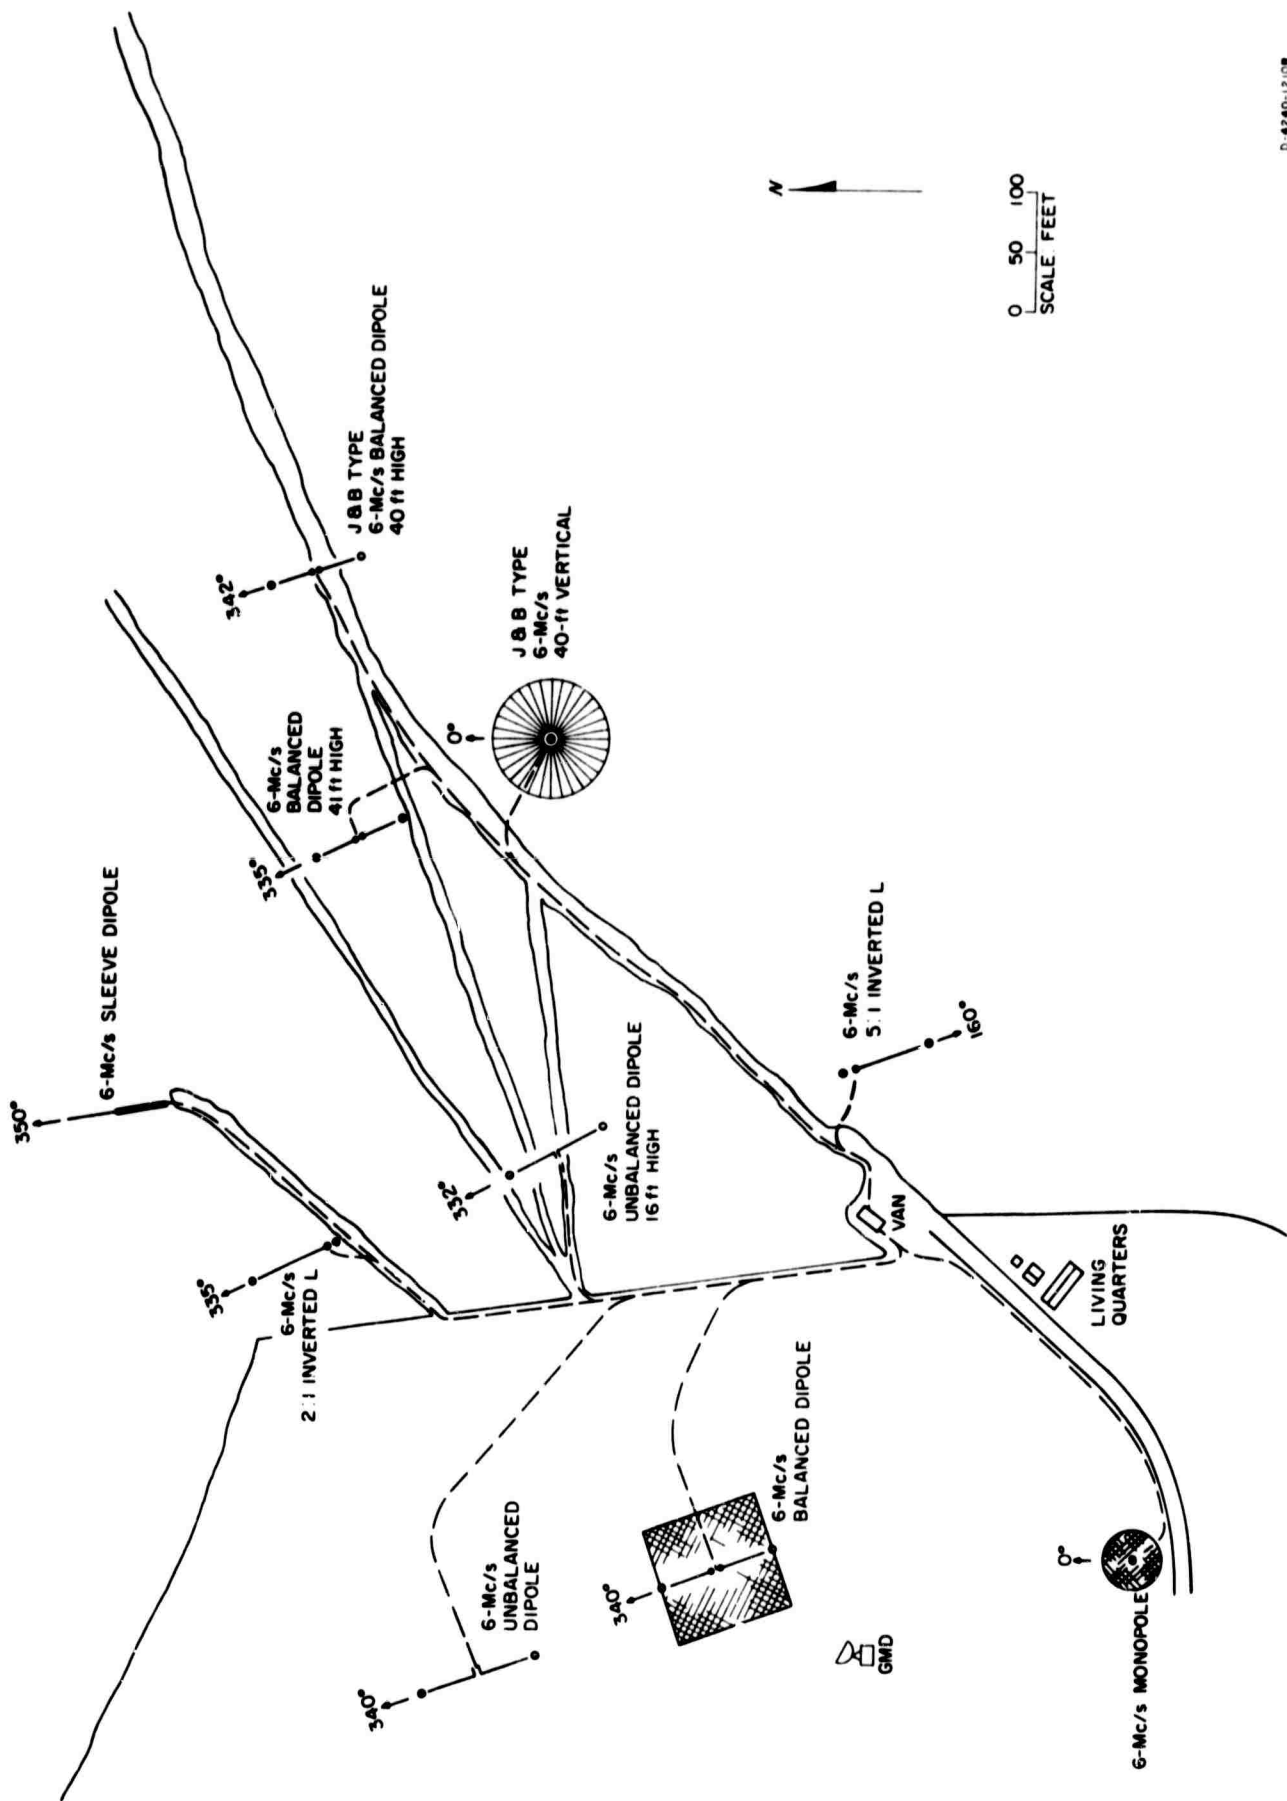 350°
6-Mc/s SLEEVE DIPOLE
342°
J & B TYPE
6-Mc/s BALANCED DIPOLE
40 ft HIGH
335°
6-Mc/s
BALANCED
DIPOLE
41 ft HIGH
0°
J & B TYPE
6-Mc/s
40-ft VERTICAL
335°
6-Mc/s
2:1 INVERTED L
332°
6-Mc/s
UNBALANCED DIPOLE
16 ft HIGH
340°
6-Mc/s
UNBALANCED
DIPOLE
340°
6-Mc/s
BALANCED DIPOLE
GMD
6-Mc/s
5:1 INVERTED L
160°
VAN
LIVING
QUARTERS
0°
6-Mc/s MONOPOLE
N
0 50 100
SCALE FEET